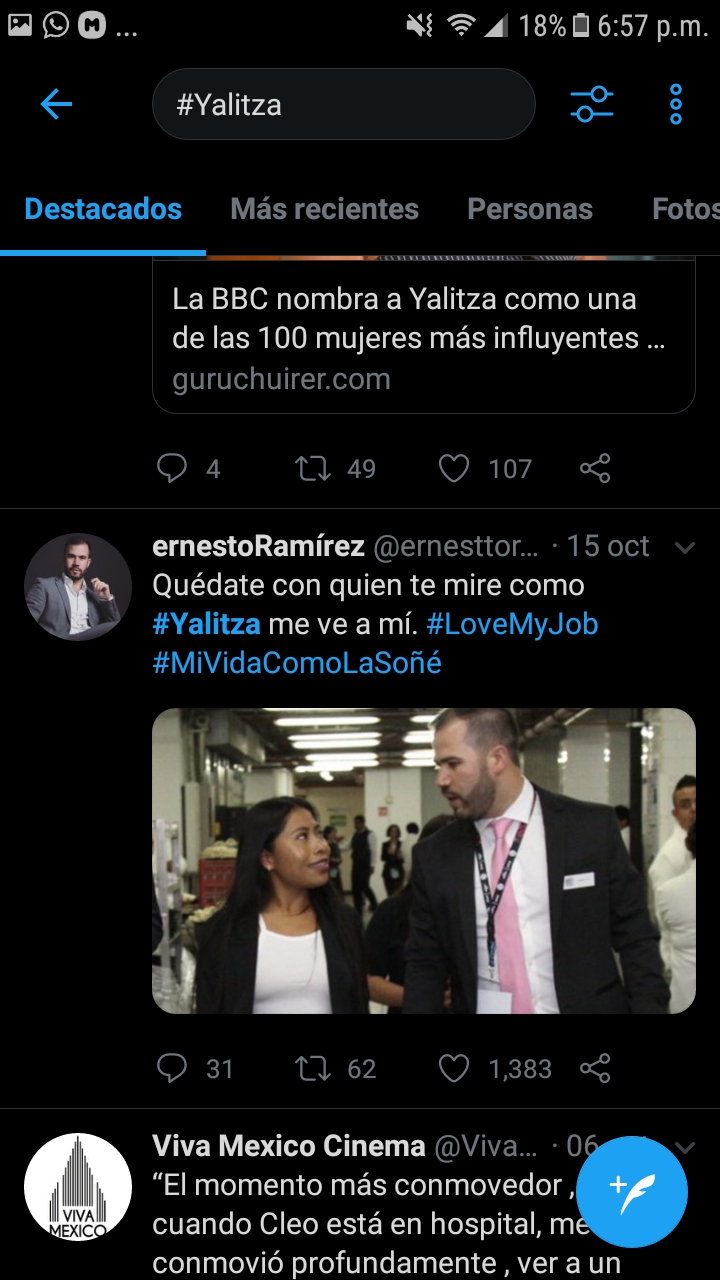 18% 6:57 p.m.
#Yalitza
Destacados Más recientes Personas Fotos
La BBC nombra a Yalitza como una
de las 100 mujeres más influyentes ...
guruchuirer.com
4 49 107
ernestoRamírez @ernesttor... · 15 oct
Quédate con quien te mire como
#Yalitza me ve a mí. #LoveMyJob
#MiVidaComoLaSoñé
31 62 1,383
VIVA
MEXICO
Viva Mexico Cinema @Viva... · 06
“El momento más conmovedor ,
cuando Cleo está en hospital, me
conmovió profundamente , ver a un